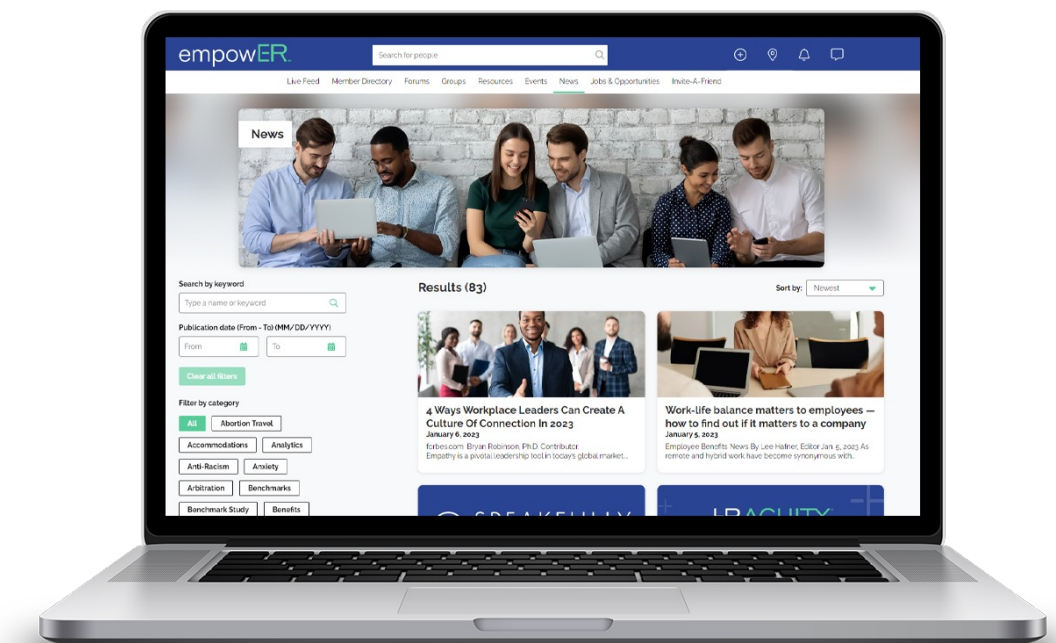 empowER
Search for people
Live Feed Member Directory Forums Groups Resources Events News Jobs & Opportunities Invite-A-Friend
News
Search by keyword
Type a name or keyword
Publication date (From - To) (MM/DD/YYYY)
From To
Clear all filters
Filter by category
All Abortion Travel
Accommodations Analytics
Anti-Racism Anxiety
Arbitration Benchmarks
Benchmark Study Benefits
Results (83)
Sort by: Newest
4 Ways Workplace Leaders Can Create A
Culture Of Connection In 2023
January 6, 2023
forbes.com Bryan Robinson, Ph.D. Contributor
Empathy is a pivotal leadership tool in today's global market...
Work-life balance matters to employees —
how to find out if it matters to a company
January 5, 2023
Employee Benefits News By Lee Hafner, Editor Jan. 5, 2023 As
remote and hybrid work have become synonymous with...
SPEAKFULLY
HR ACUITY